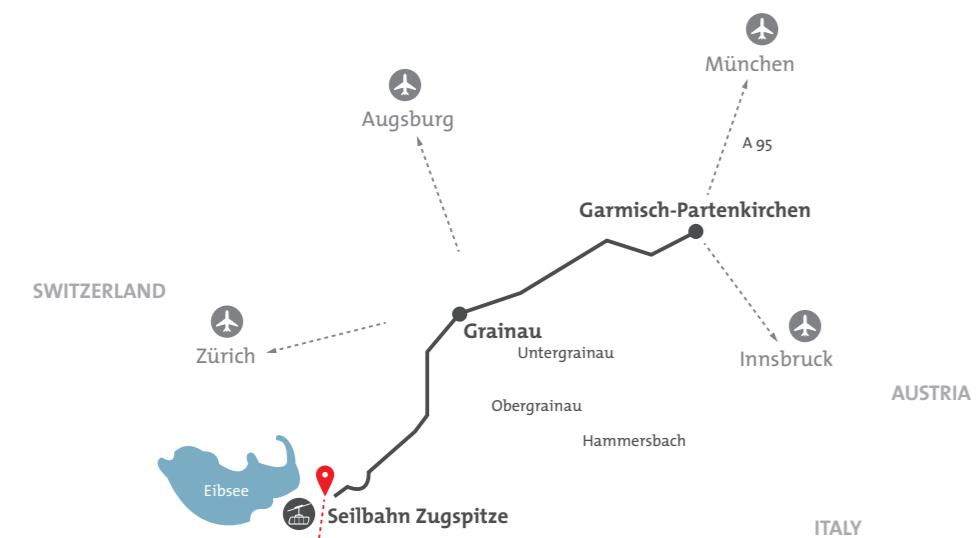 München
Augsburg
A 95
Garmisch-Partenkirchen
SWITZERLAND
Grainau
Untergrainau
Zürich
Innsbruck
AUSTRIA
Obergrainau
Hammersbach
Eibsee
Seilbahn Zugspitze
ITALY